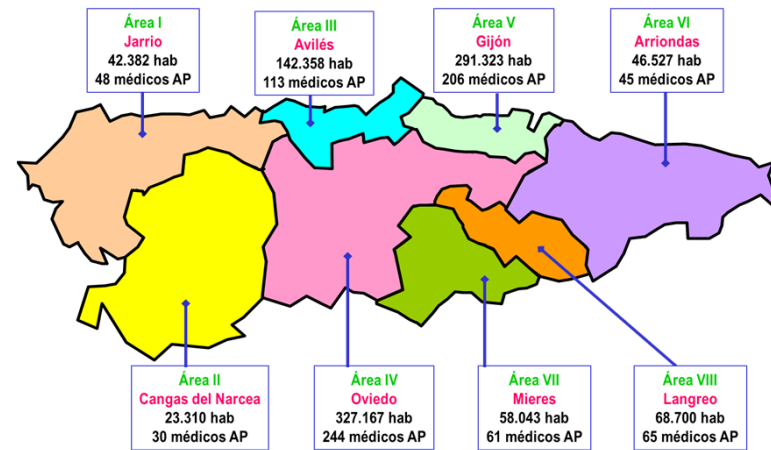 Área I
Jarrio
42.382 hab
48 médicos AP
Área III
Avilés
142.358 hab
113 médicos AP
Área V
Gijón
291.323 hab
206 médicos AP
Área VI
Arriondas
46.527 hab
45 médicos AP
Área II
Cangas del Narcea
23.310 hab
30 médicos AP
Área IV
Oviedo
327.167 hab
244 médicos AP
Área VII
Mieres
58.043 hab
61 médicos AP
Área VIII
Langreo
68.700 hab
65 médicos AP